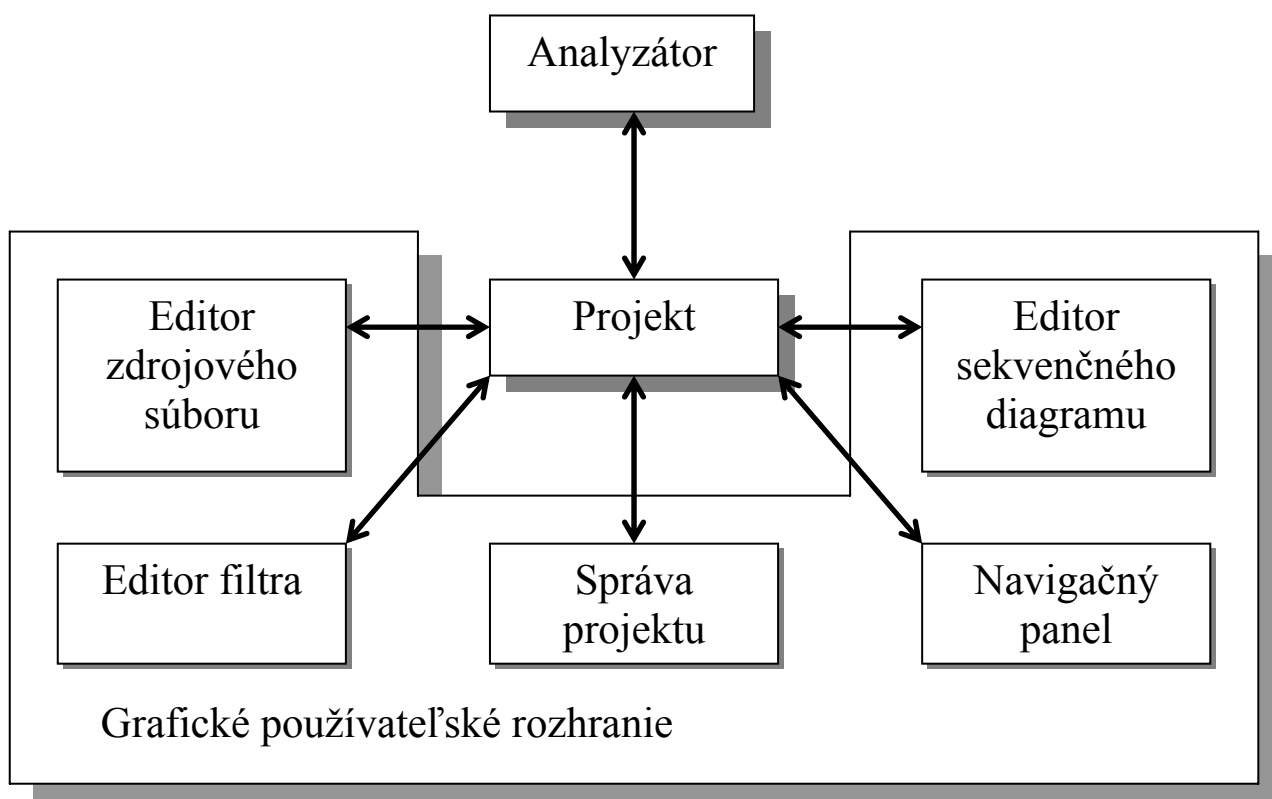 Analyzátor
Editor
zdrojového
súboru
Projekt
Editor
sekvenčného
diagramu
Editor filtra
Správa
projektu
Navigačný
panel
Grafické používateľské rozhranie